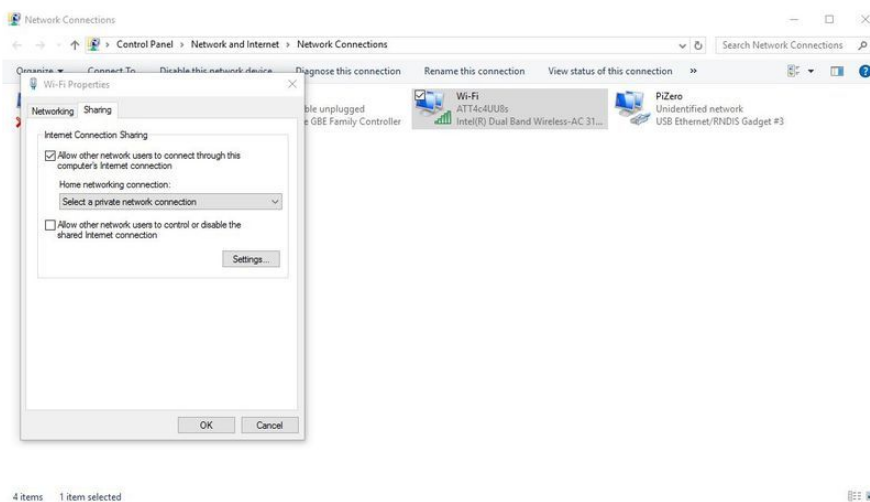 Network Connections
Control Panel > Network and Internet > Network Connections
Search Network Connections
Organize Connect To Disable this network device Diagnose this connection Rename this connection View status of this connection »
Wi-Fi Properties
Networking Sharing
Internet Connection Sharing
Allow other network users to connect through this
computer's Internet connection
Home networking connection:
Select a private network connection
Allow other network users to control or disable the
shared Internet connection
Settings...
OK Cancel
ble unplugged
e GBE Family Controller
Wi-Fi
ATT4c4UU8s
Intel(R) Dual Band Wireless-AC 31...
PiZero
Unidentified network
USB Ethernet/RNDIS Gadget #3
4 items 1 item selected